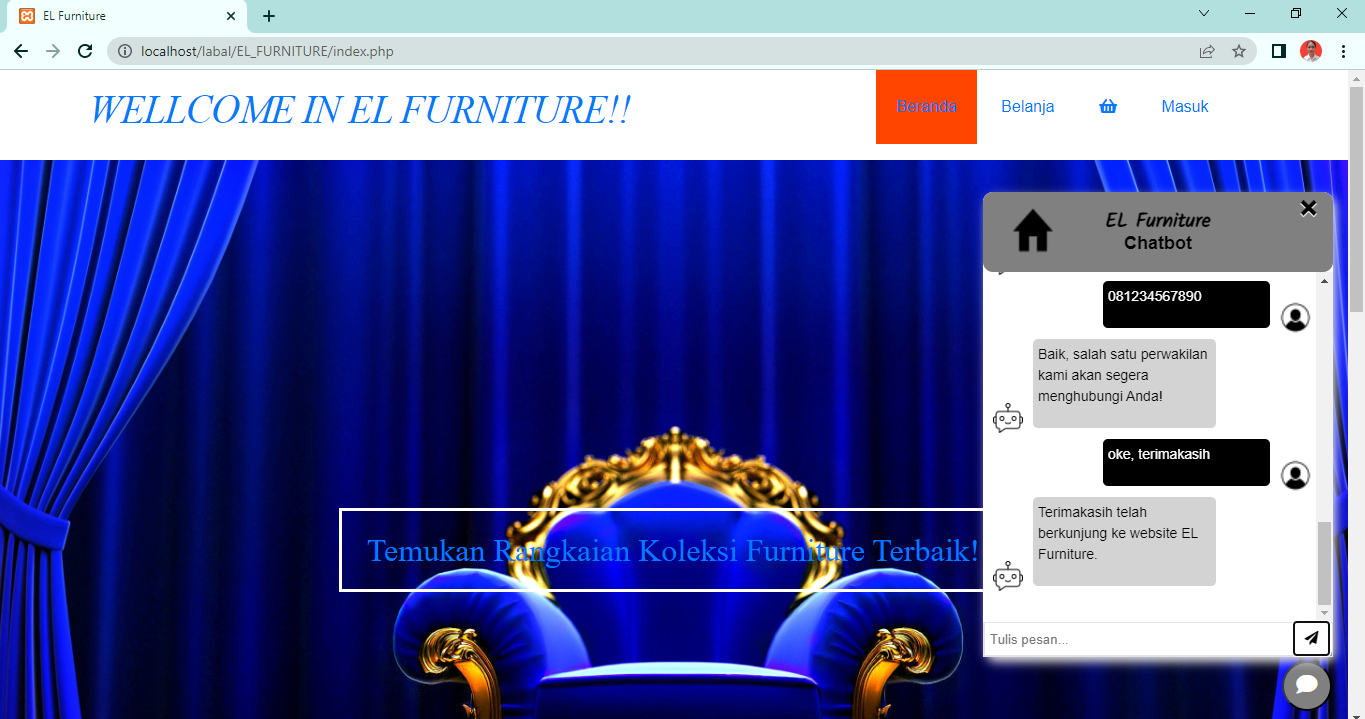 EL Furniture
localhost/labal/EL_FURNITURE/index.php
WELLCOME IN EL FURNITURE!!
Beranda
Belanja
Masuk
EL Furniture
Chatbot
081234567890
Baik, salah satu perwakilan
kami akan segera
menghubungi Anda!
oke, terimakasih
Terimakasih telah
berkunjung ke website EL
Furniture.
Temukan Rangkaian Koleksi Furniture Terbaik!
Tulis pesan...